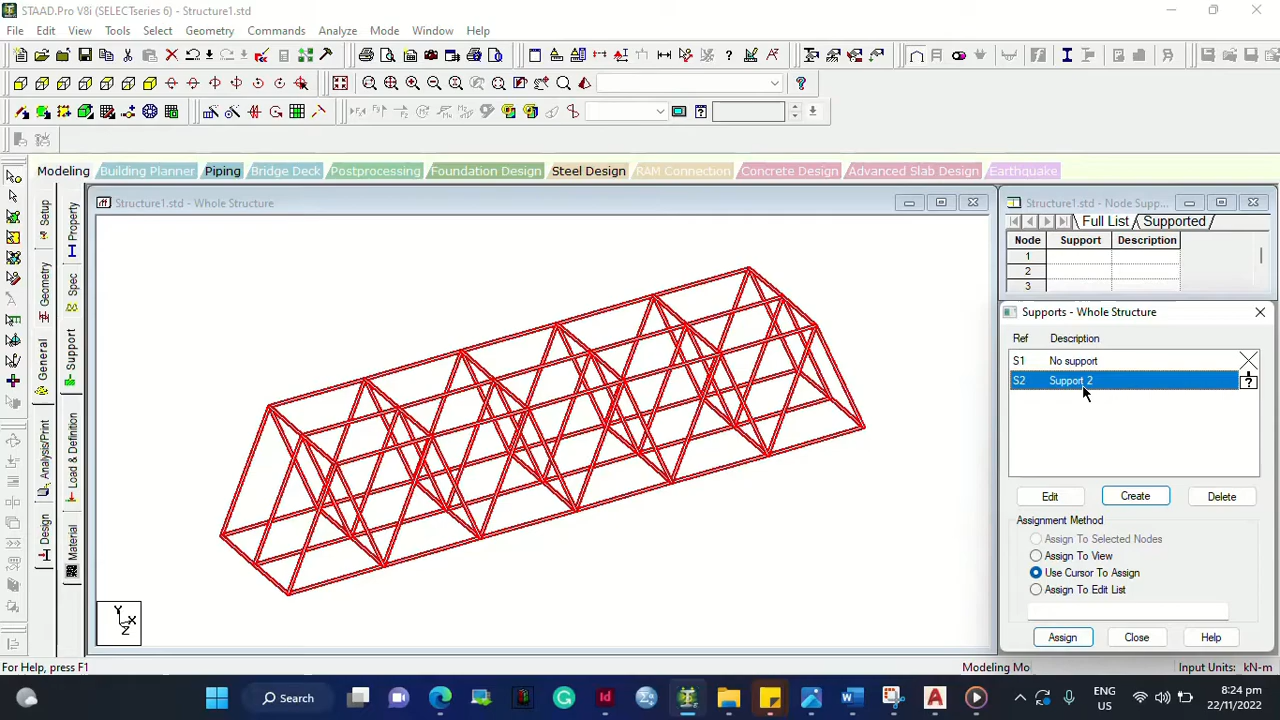 STAAD.Pro V8i (SELECTseries 6) - Structure1.std
File Edit View Tools Select Geometry Commands Analyze Mode Window Help
Modeling Building Planner Piping Bridge Deck Postprocessing Foundation Design Steel Design RAM Connection Concrete Design Advanced Slab Design Earthquake
Setup
Geometry
General
Analysis/Print
Design
Property
Spec
Support
Load & Definition
Material
Structure1.std - Whole Structure
Y
X
Z
Structure1.std - Node Supp...
Full List Supported
Node Support Description
1
2
3
Supports - Whole Structure
Ref Description
S1 No support
S2 Support 2
?
Edit Create Delete
Assignment Method
Assign To Selected Nodes
Assign To View
Use Cursor To Assign
Assign To Edit List
Assign Close Help
For Help, press F1
Modeling Mo
Input Units: kN-m
Search
ENG
US
8:24 pm
22/11/2022